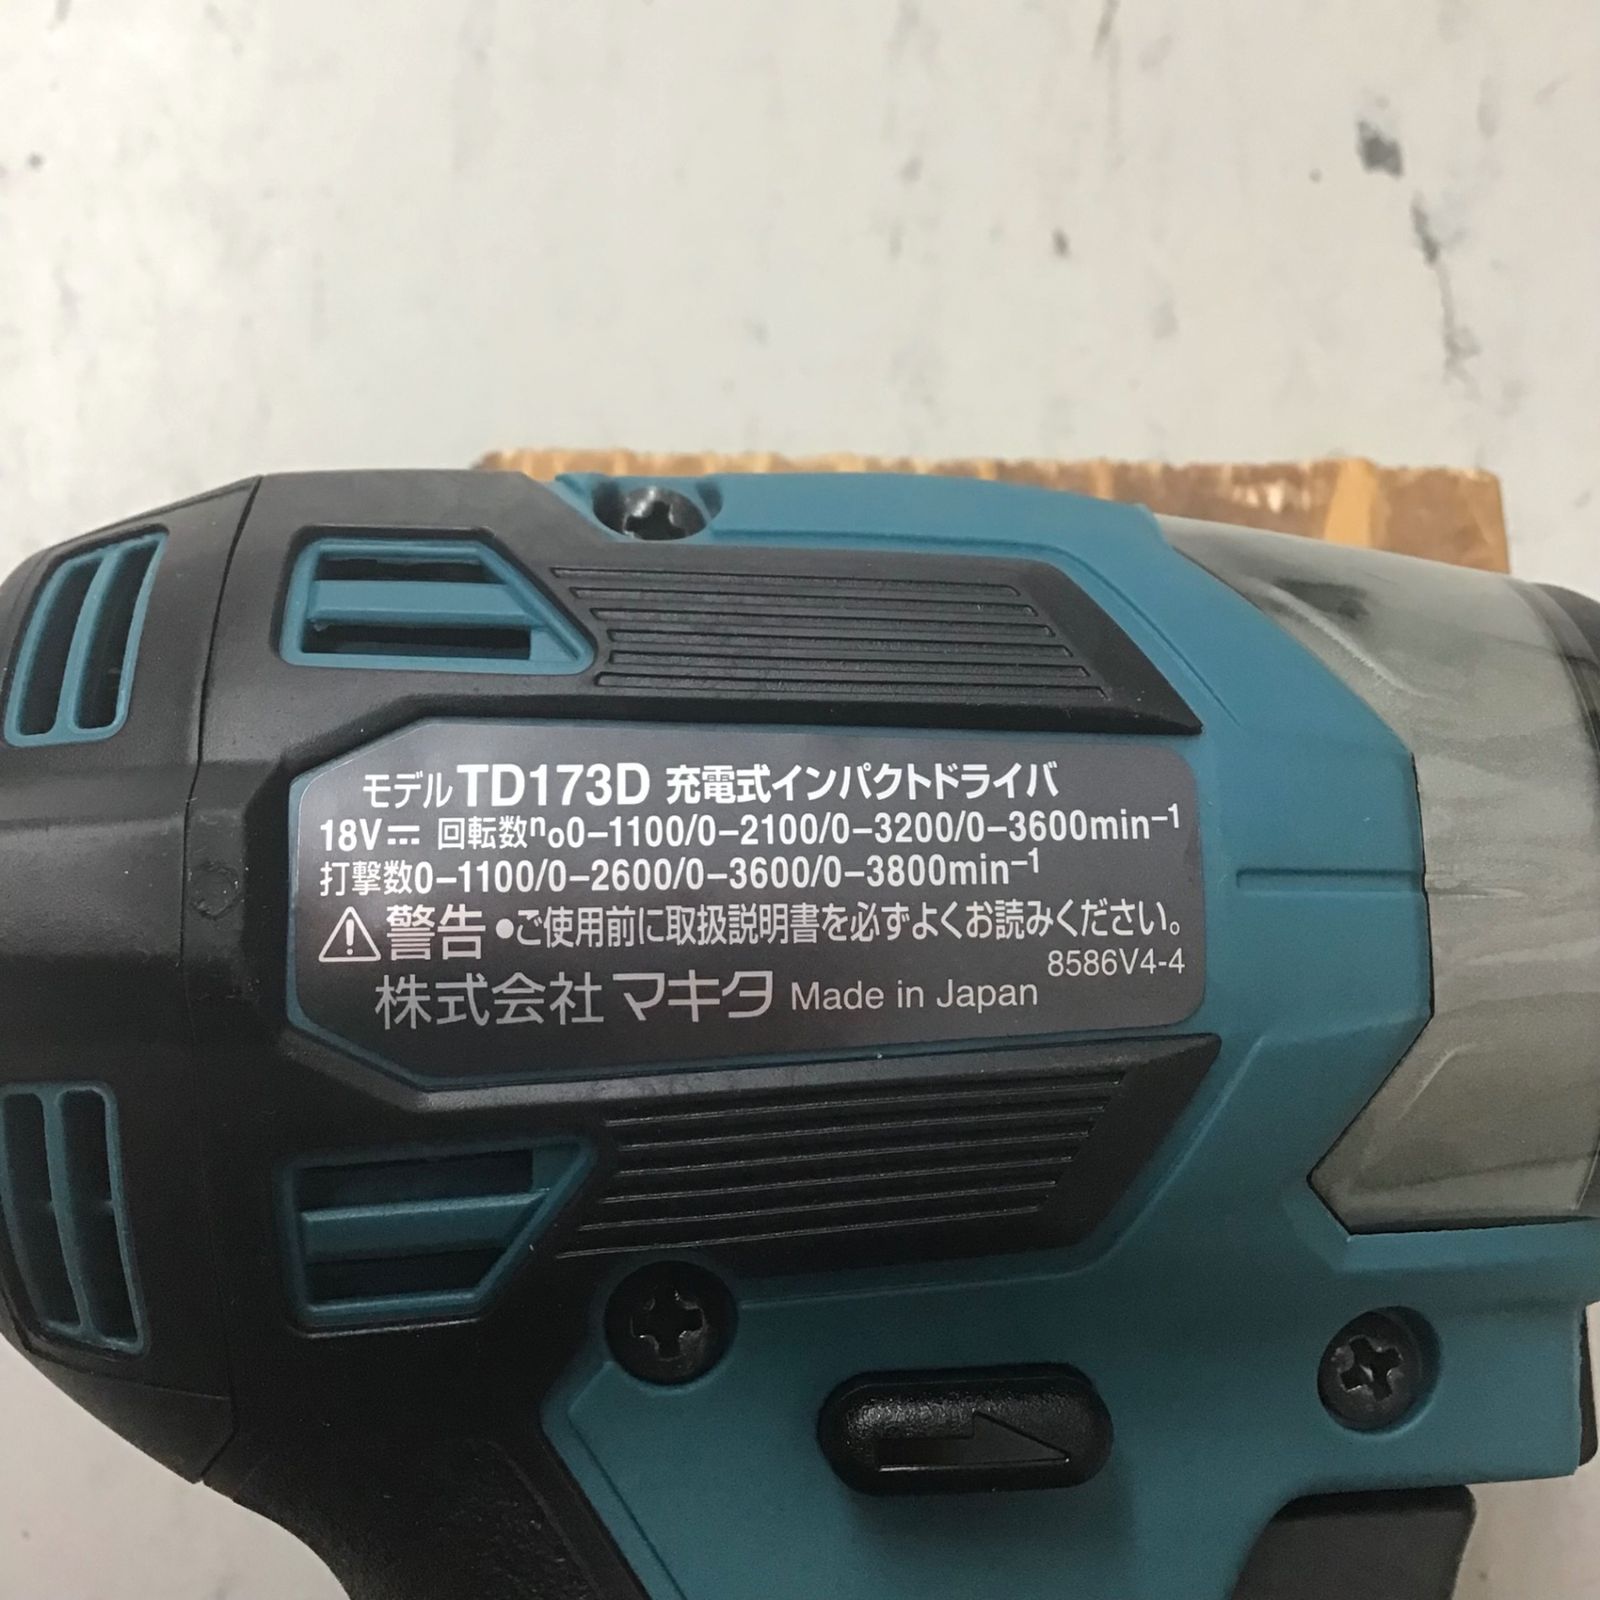 モデル TD173D 充電式インパクトドライバ
18V⎓ 回転数no0-1100/0-2100/0-3200/0-3600min-1
打撃数0-1100/0-2600/0-3600/0-3800min-1
⚠警告 •ご使用前に取扱説明書を必ずよくお読みください。
8586V4-4
株式会社マキタ Made in Japan